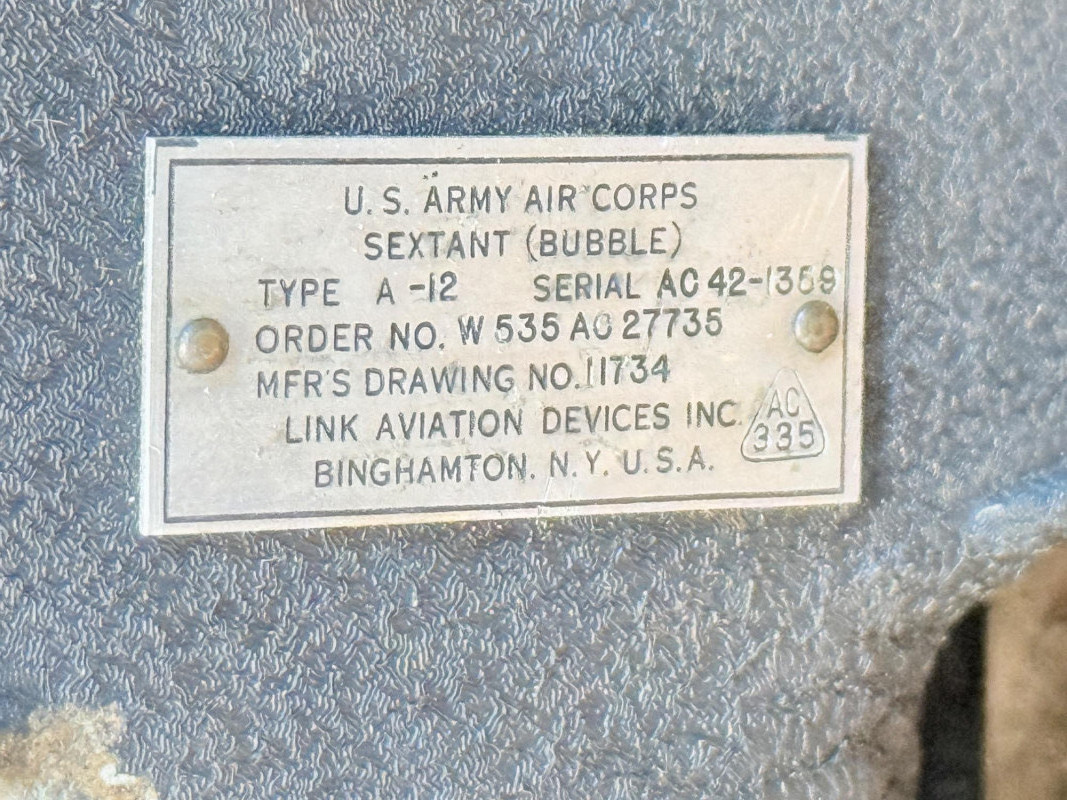 U. S. ARMY AIR CORPS
SEXTANT (BUBBLE)
TYPE A-12 SERIAL AC 42-1369
ORDER NO. W 535 AC 27735
MFR'S DRAWING NO. 11734
LINK AVIATION DEVICES INC.
BINGHAMTON. N.Y. U.S.A.
AC
335